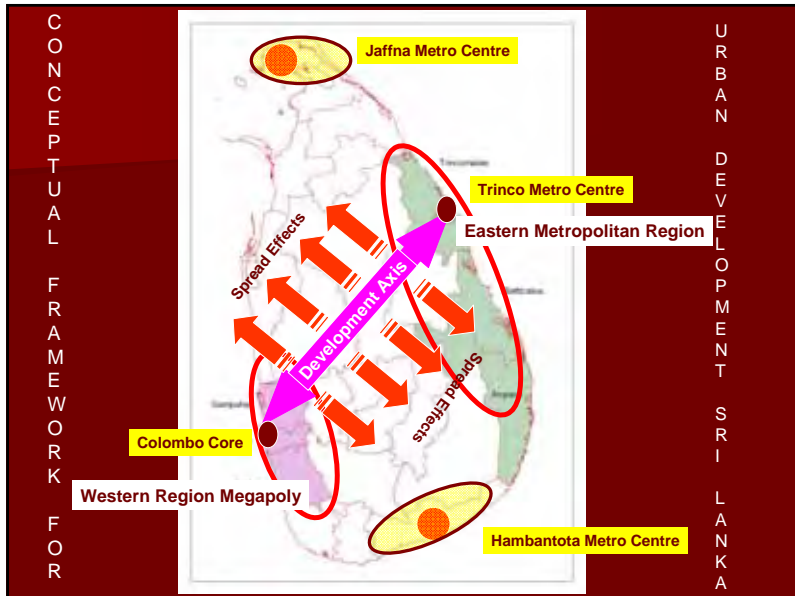 CONCEPTUAL FRAMEWORK FOR
URBAN DEVELOPMENT SRI LANKA
Jaffna Metro Centre
Trincomalee
Trinco Metro Centre
Eastern Metropolitan Region
Spread Effects
Development Axis
Spread Effects
Colombo Core
Western Region Megapoly
Hambantota Metro Centre